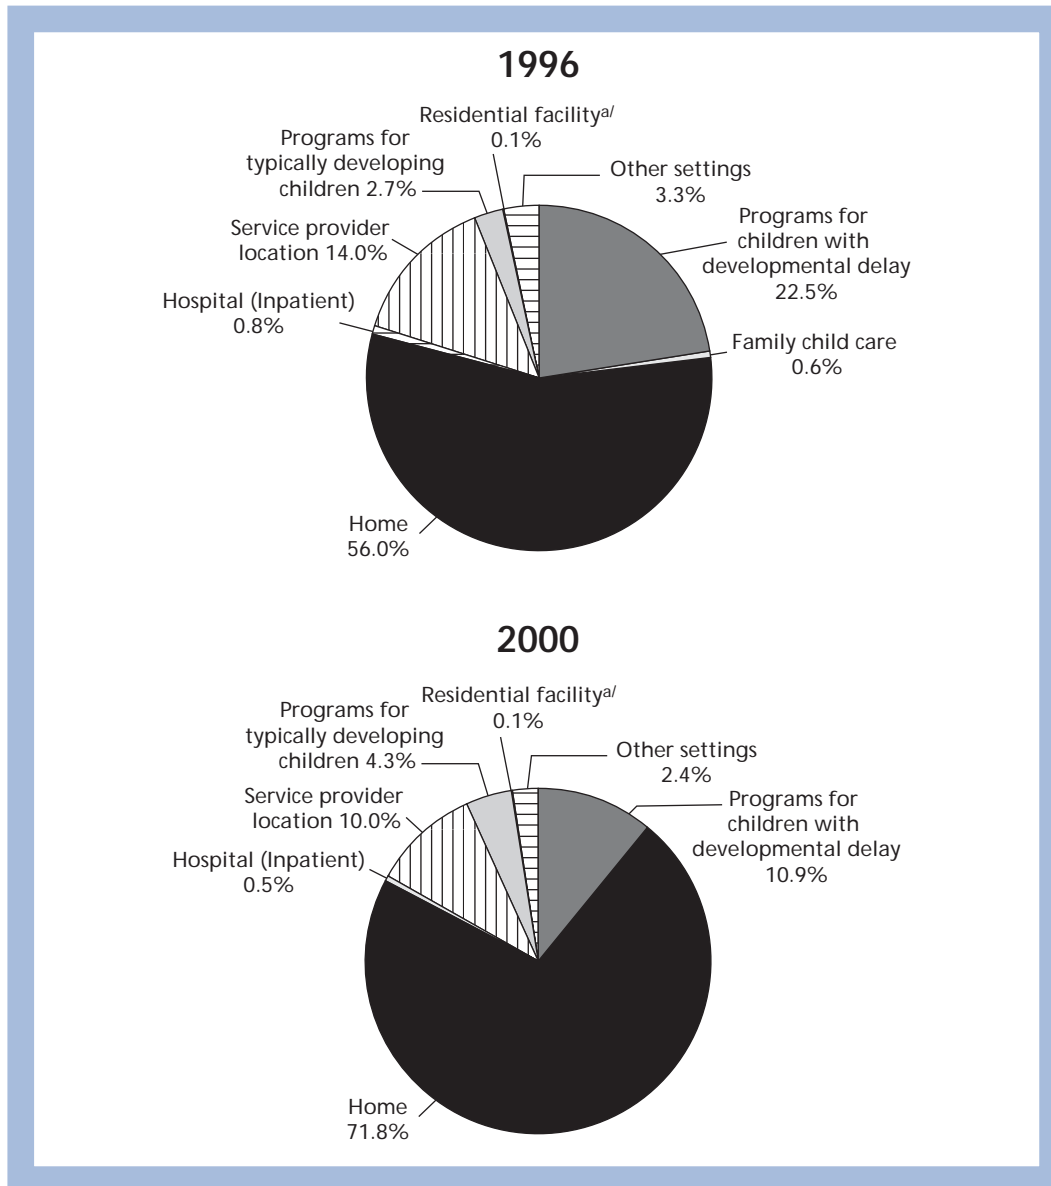 1996
Residential facilitya/
0.1%
Programs for
typically developing
children 2.7%
Other settings
3.3%
Service provider
location 14.0%
Programs for
children with
developmental delay
22.5%
Hospital (Inpatient)
0.8%
Family child care
0.6%
Home
56.0%
2000
Residential facilitya/
0.1%
Programs for
typically developing
children 4.3%
Other settings
2.4%
Service provider
location 10.0%
Programs for
children with
developmental delay
10.9%
Hospital (Inpatient)
0.5%
Home
71.8%